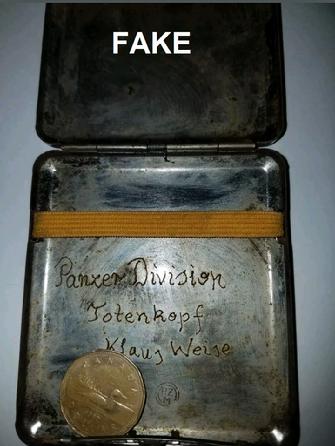 FAKE
Panzer Division
Totenkopf
Klaus Weise